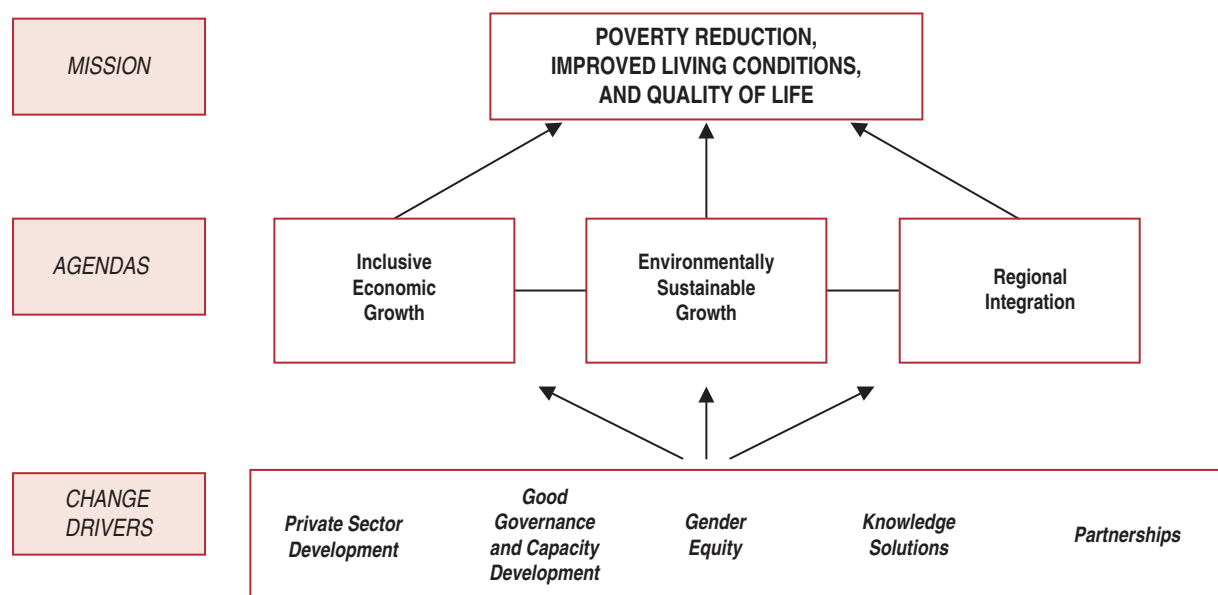 MISSION
POVERTY REDUCTION,
IMPROVED LIVING CONDITIONS,
AND QUALITY OF LIFE
AGENDAS
Inclusive
Economic
Growth
Environmentally
Sustainable
Growth
Regional
Integration
CHANGE
DRIVERS
Private Sector
Development
Good
Governance
and Capacity
Development
Gender
Equity
Knowledge
Solutions
Partnerships